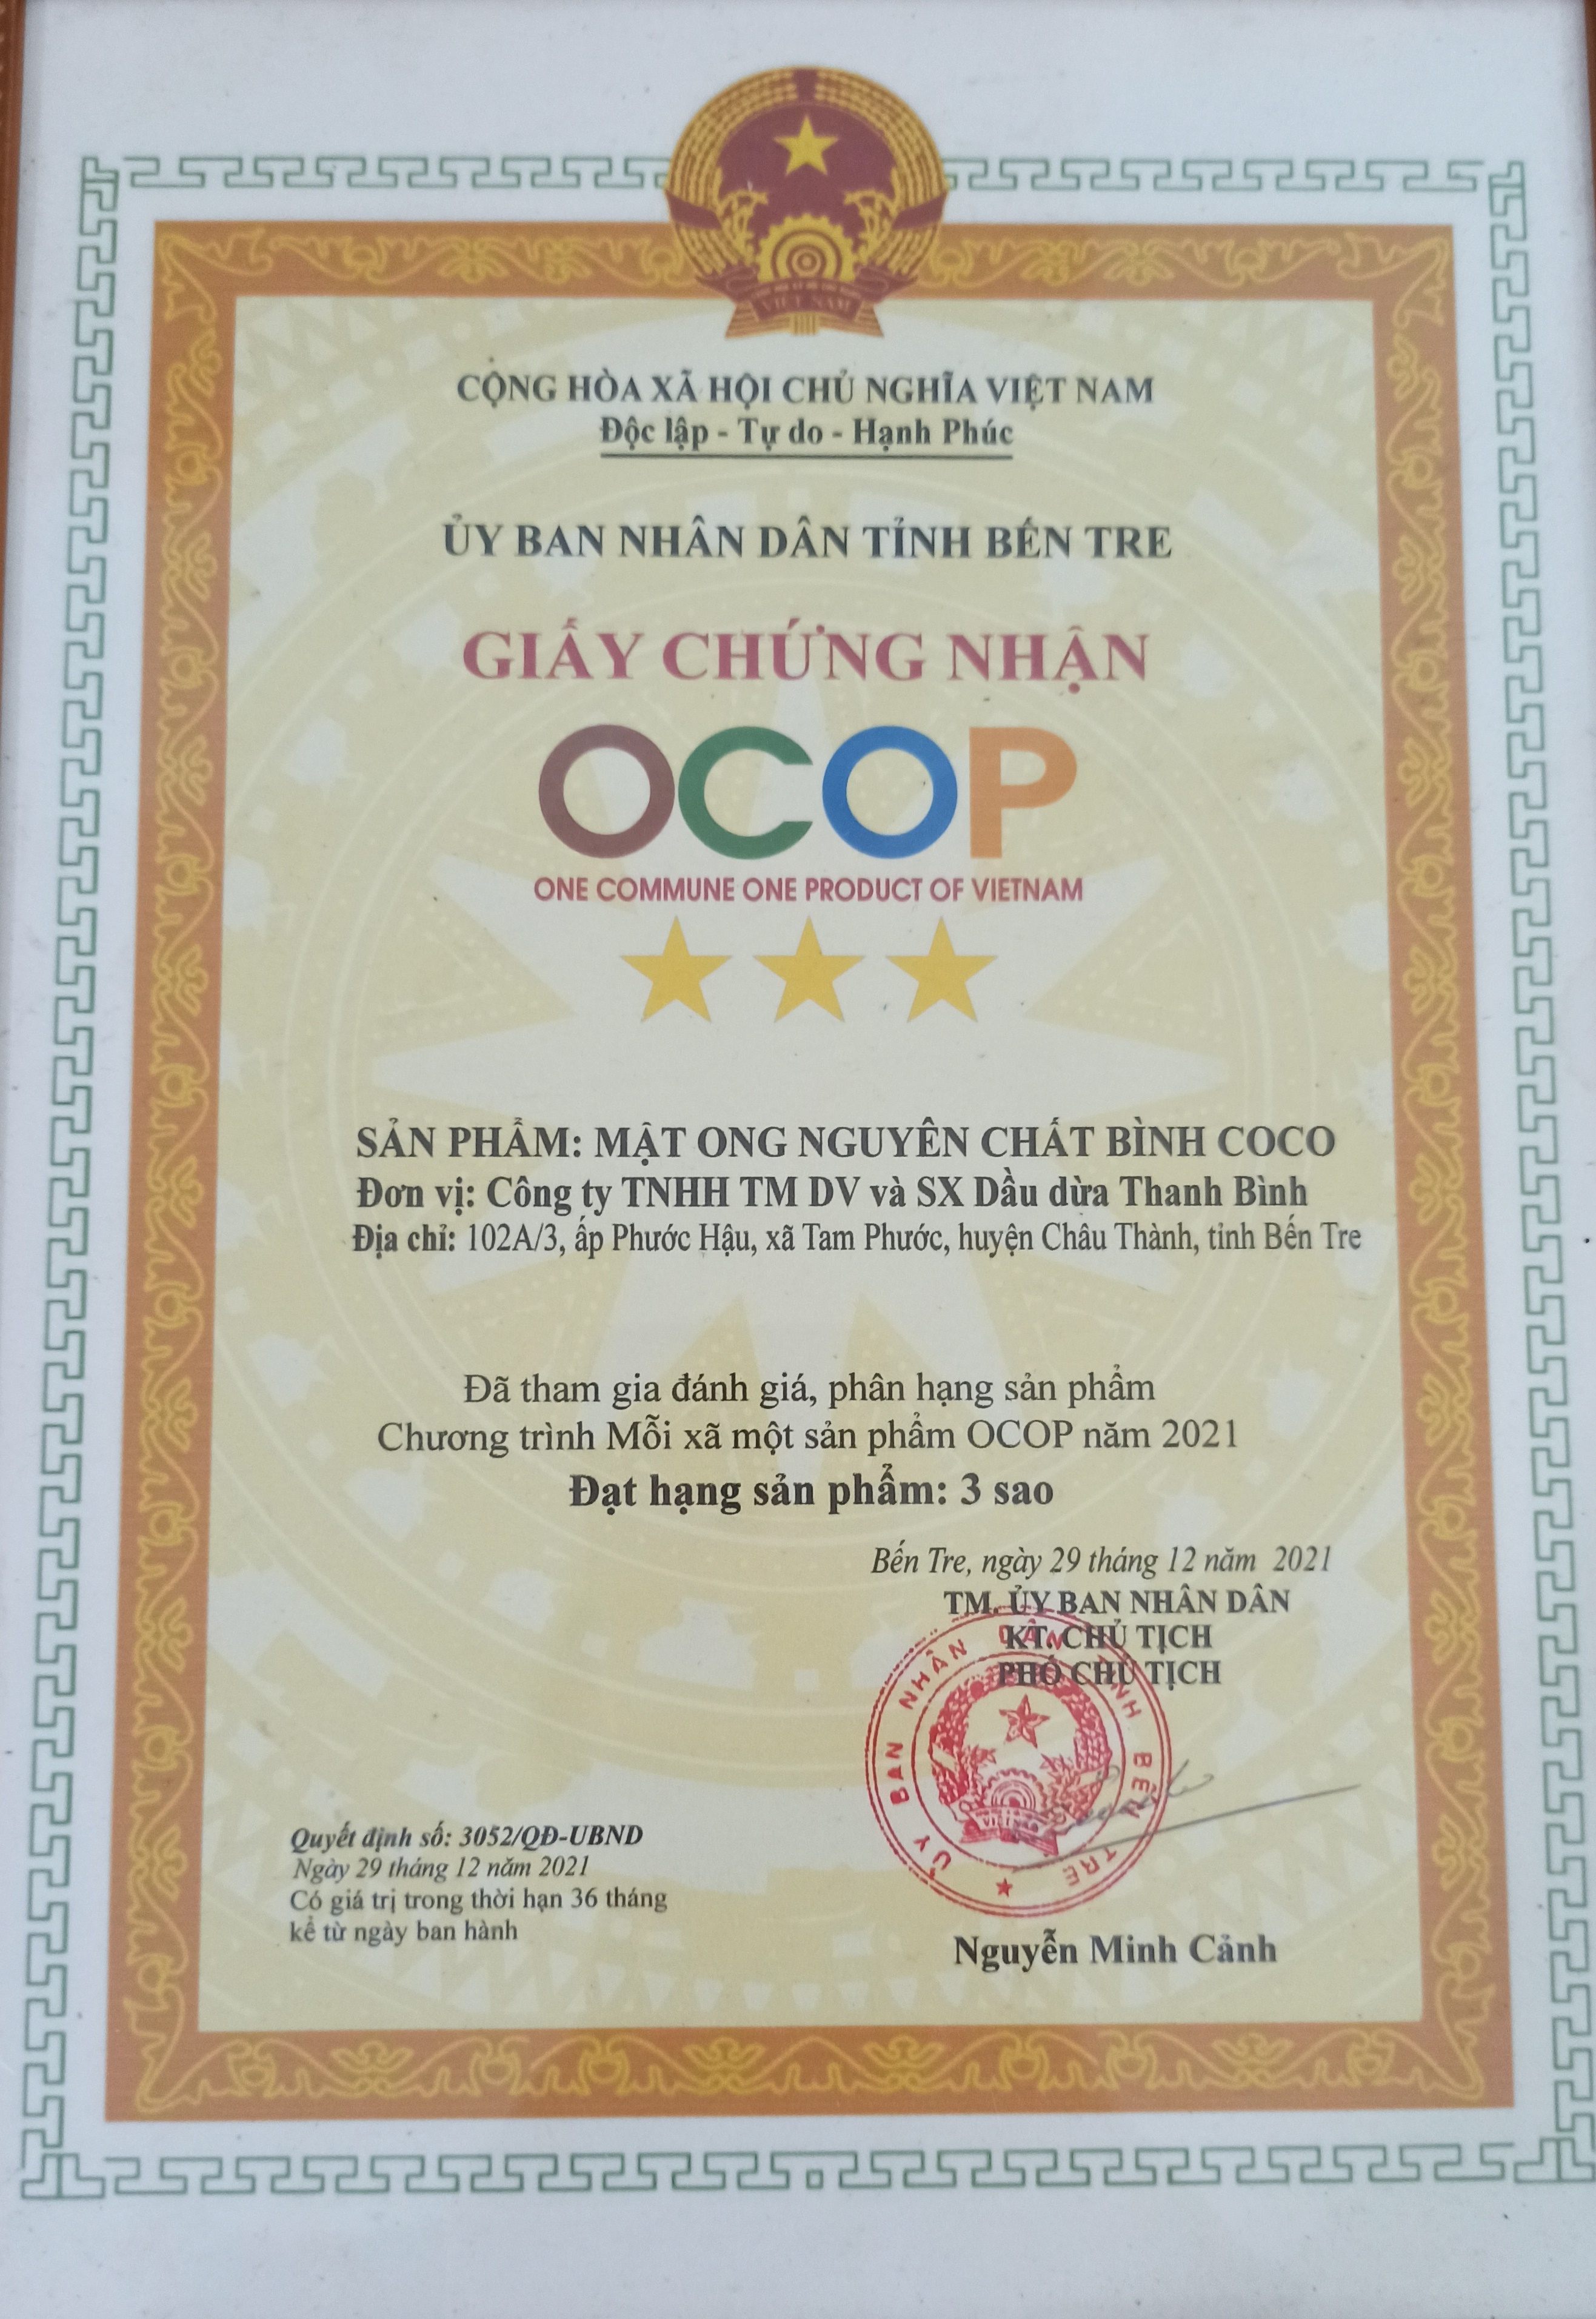 VIỆT NAM
CỘNG HÒA XÃ HỘI CHỦ NGHĨA VIỆT NAM
Độc lập - Tự do - Hạnh Phúc
ỦY BAN NHÂN DÂN TỈNH BẾN TRE
GIẤY CHỨNG NHẬN
OCOP
ONE COMMUNE ONE PRODUCT OF VIETNAM
SẢN PHẨM: MẬT ONG NGUYÊN CHẤT BÌNH COCO
Đơn vị: Công ty TNHH TM DV và SX Dầu dừa Thanh Bình
Địa chỉ: 102A/3, ấp Phước Hậu, xã Tam Phước, huyện Châu Thành, tỉnh Bến Tre
Đã tham gia đánh giá, phân hạng sản phẩm
Chương trình Mỗi xã một sản phẩm OCOP năm 2021
Đạt hạng sản phẩm: 3 sao
Bến Tre, ngày 29 tháng 12 năm 2021
TM. ỦY BAN NHÂN DÂN
KT. CHỦ TỊCH
PHÓ CHỦ TỊCH
ỦY BAN NHÂN DÂN TỈNH BẾN TRE
Quyết định số: 3052/QĐ-UBND
Ngày 29 tháng 12 năm 2021
Có giá trị trong thời hạn 36 tháng
kể từ ngày ban hành
Nguyễn Minh Cảnh